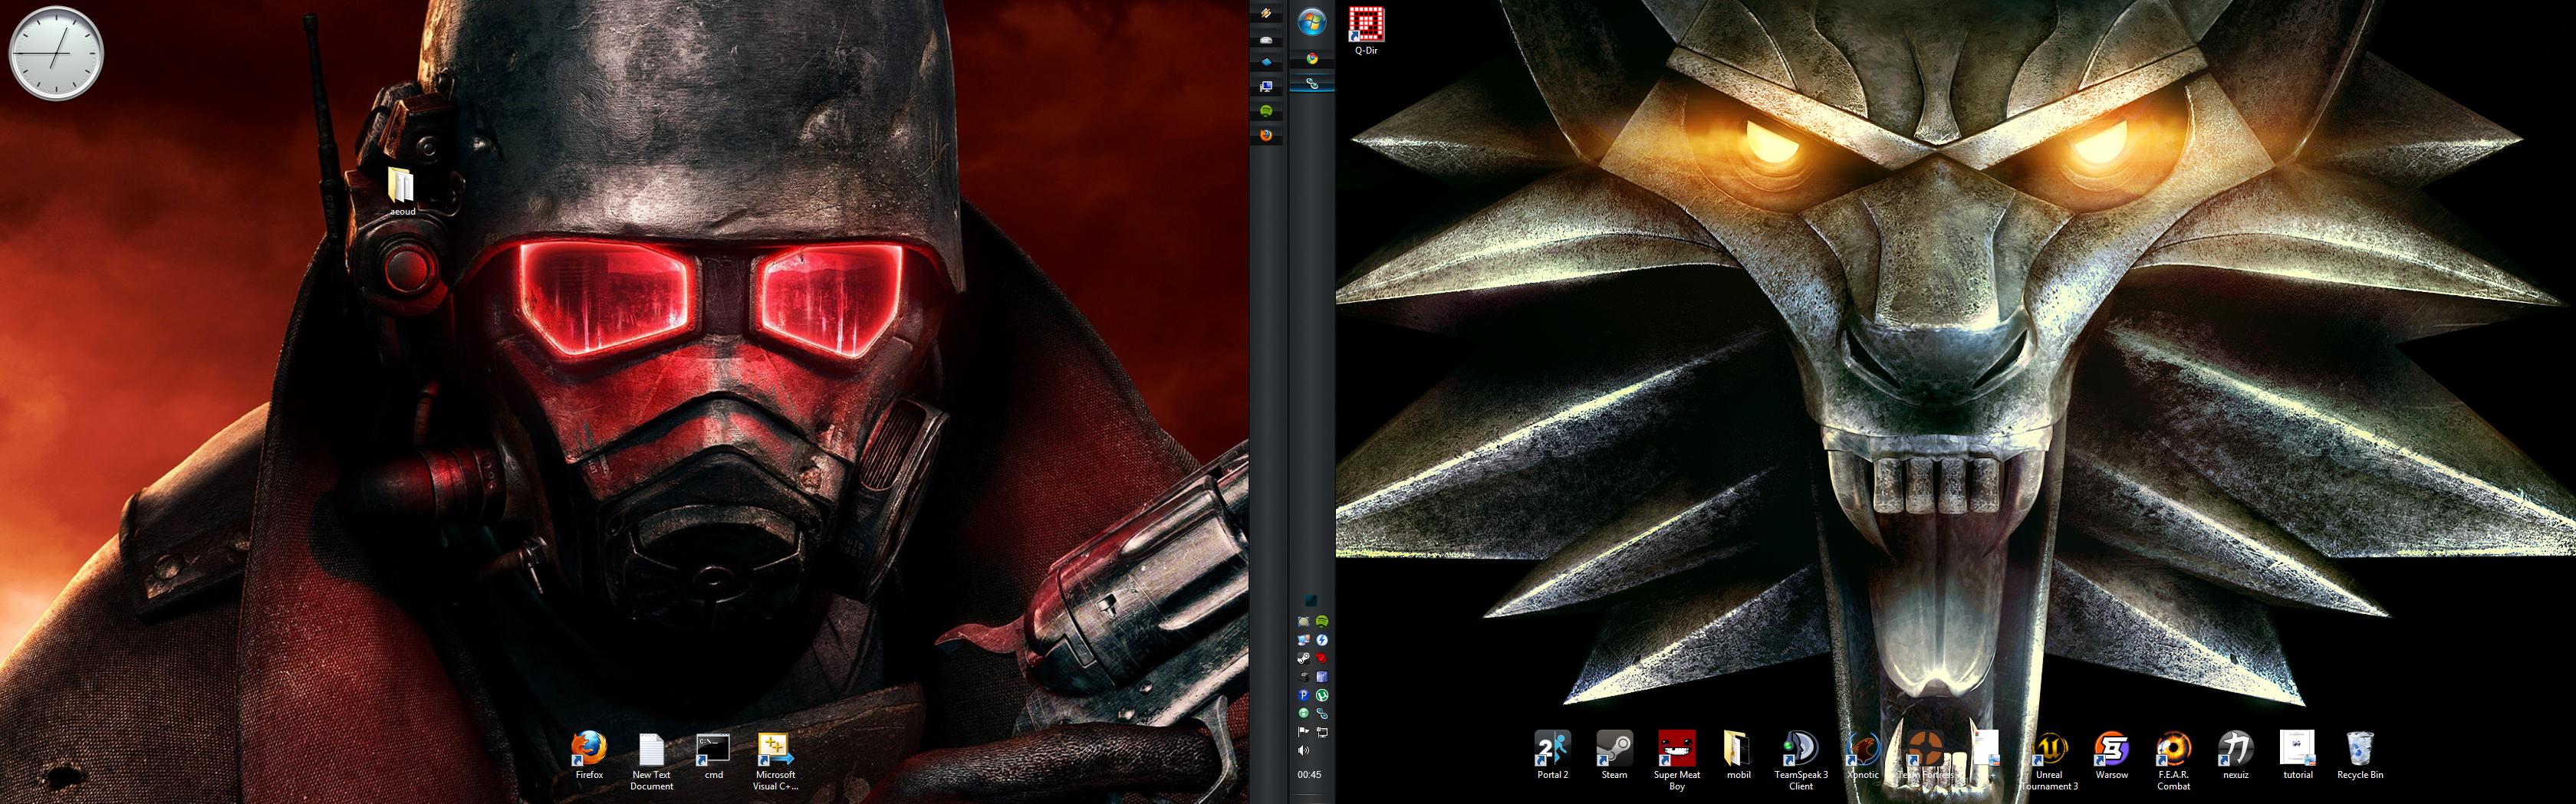 Q-Dir
aeoud
Firefox
New Text
Document
cmd
Microsoft
Visual C+...
00:45
Portal 2
Steam
Super Meat
Boy
mobil
TeamSpeak 3
Client
Xonotic
Team Fortress
Unreal
Tournament 3
Warsow
F.E.A.R.
Combat
nexuiz
tutorial
Recycle Bin